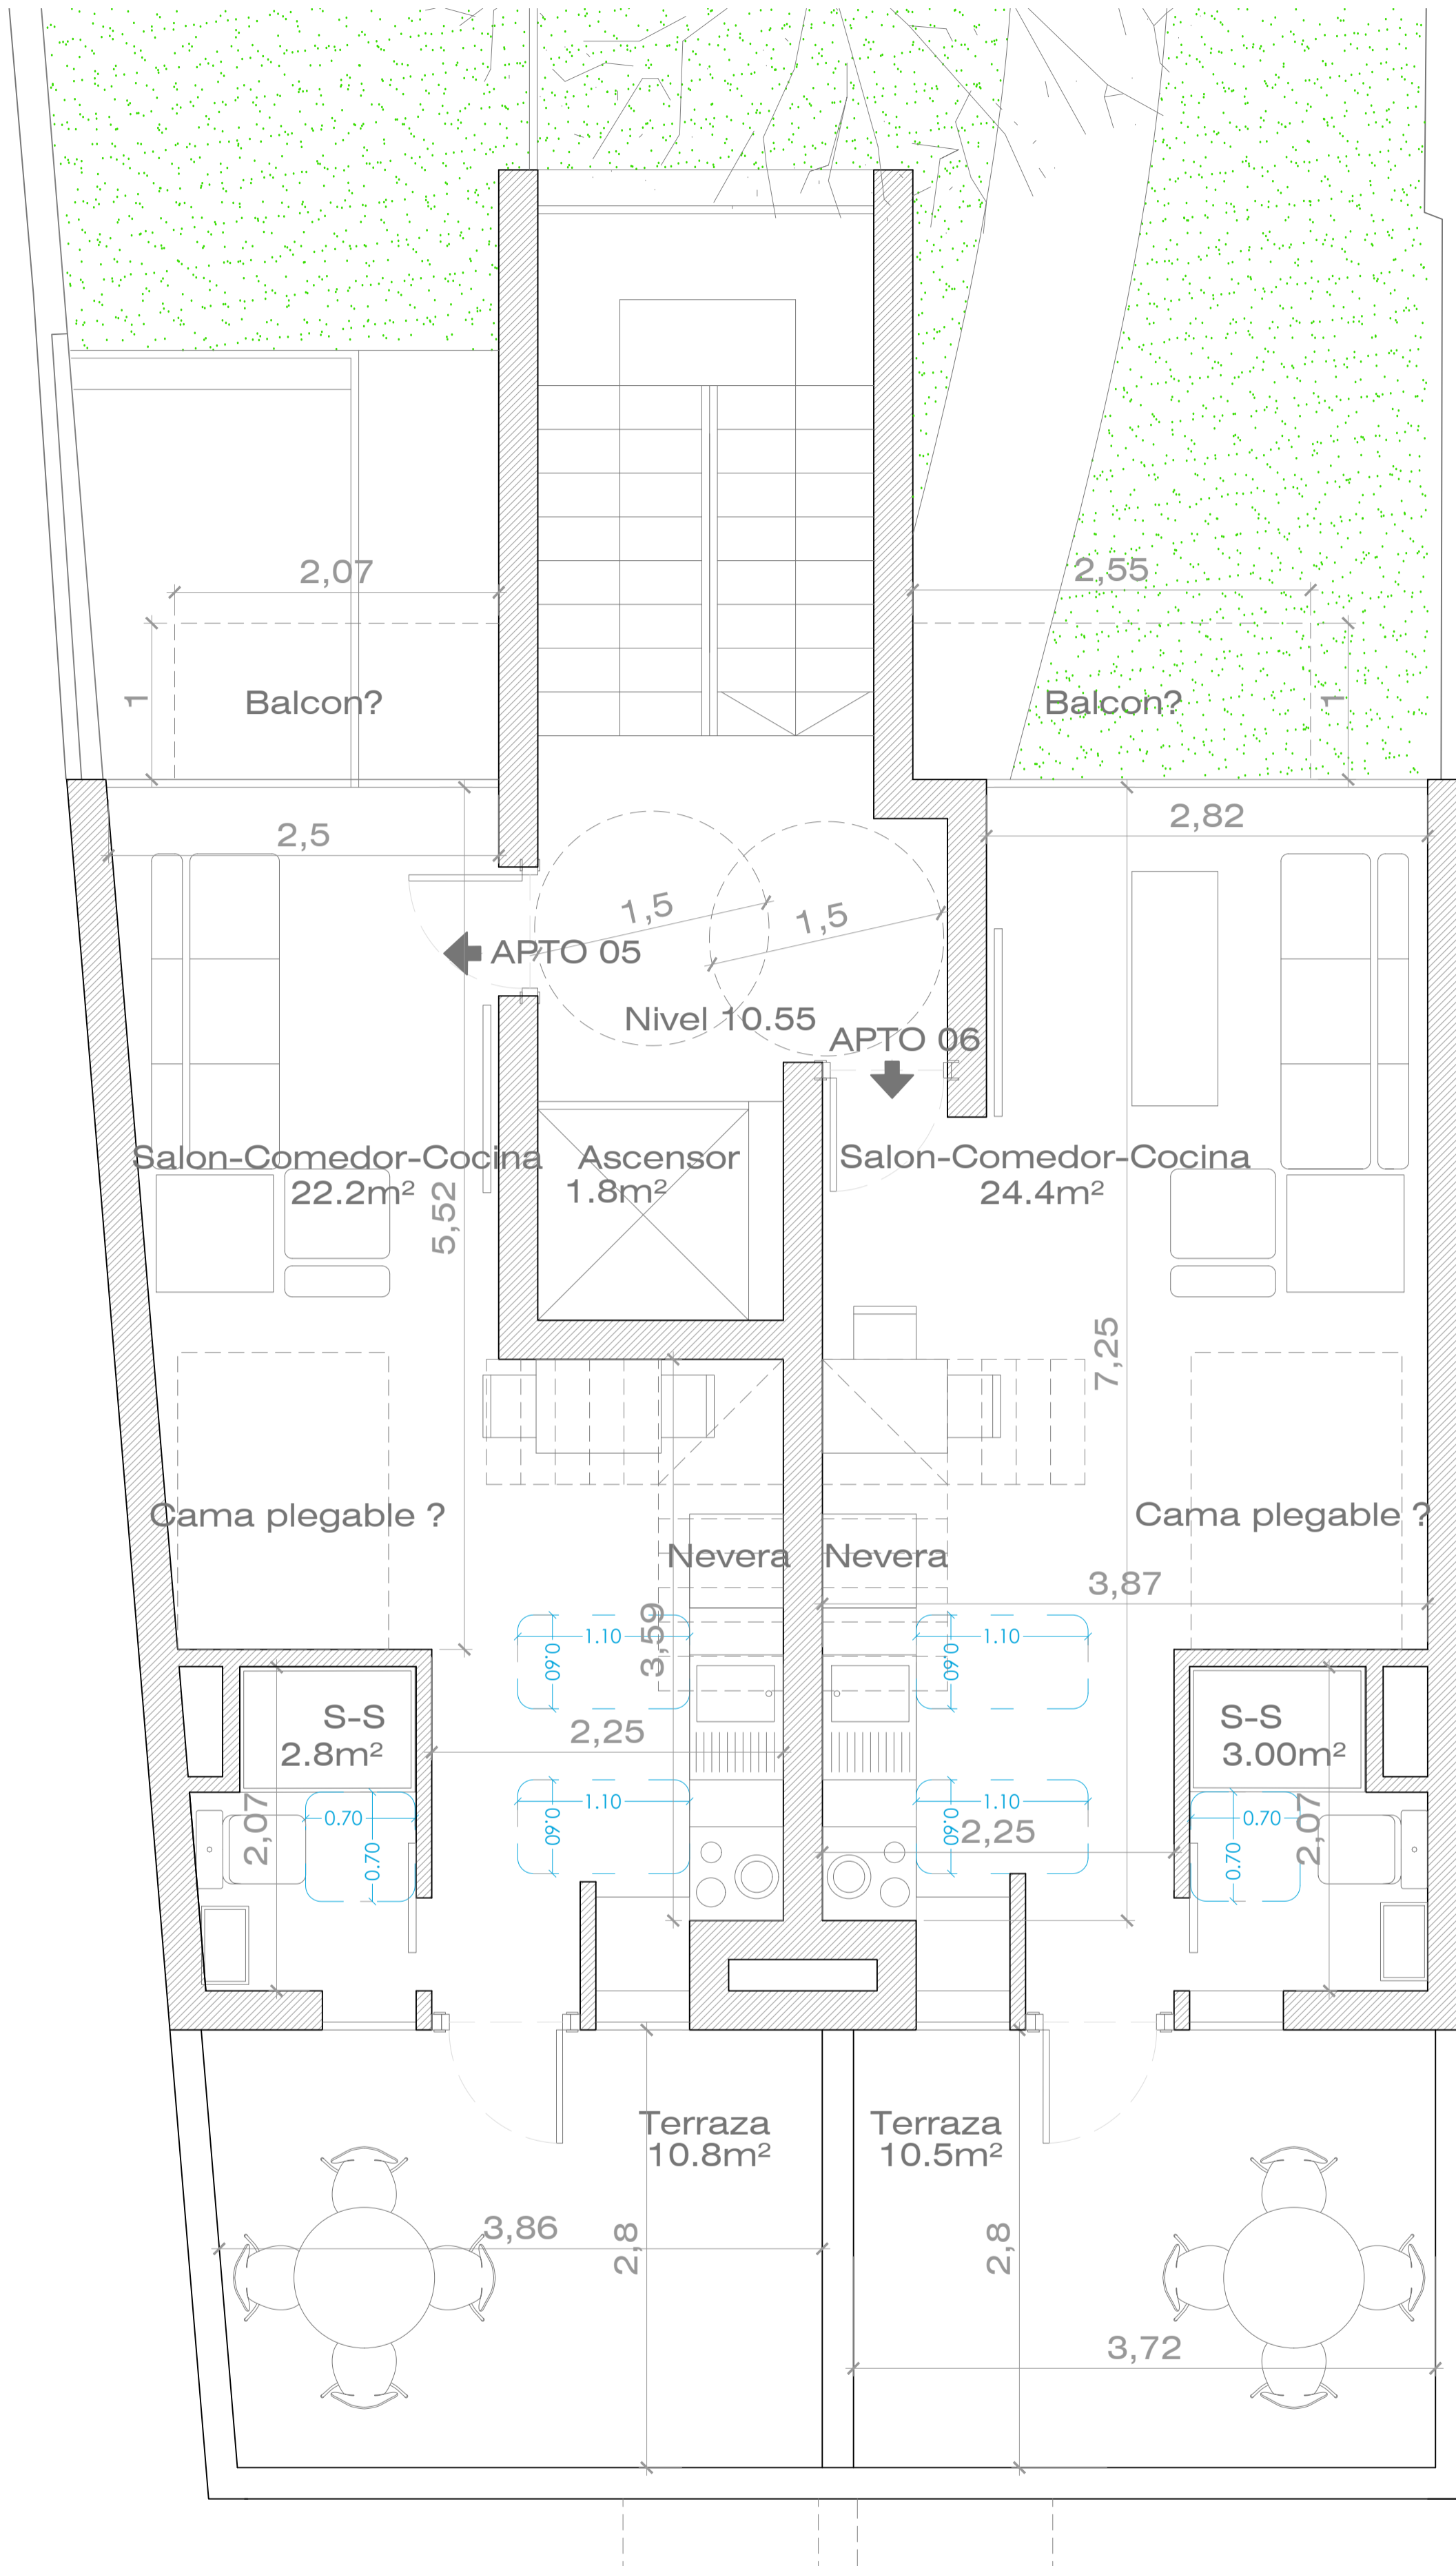 2,07
2,55
1
Balcon?
Balcon?
1
2,5
2,82
1,5
1,5
APTO 05
Nivel 10.55
APTO 06
Salon-Comedor-Cocina
22.2m²
Ascensor
1.8m²
Salon-Comedor-Cocina
24.4m²
5,52
7,25
Cama plegable ?
Cama plegable ?
Nevera
Nevera
3,87
3,59
1.10
0.60
1.10
0.60
S-S
2.8m²
S-S
3.00m²
2,25
2,07
0.70
0.70
1.10
0.60
1.10
0.60
2,25
0.70
0.70
2,07
Terraza
10.8m²
Terraza
10.5m²
3,86
2,8
2,8
3,72